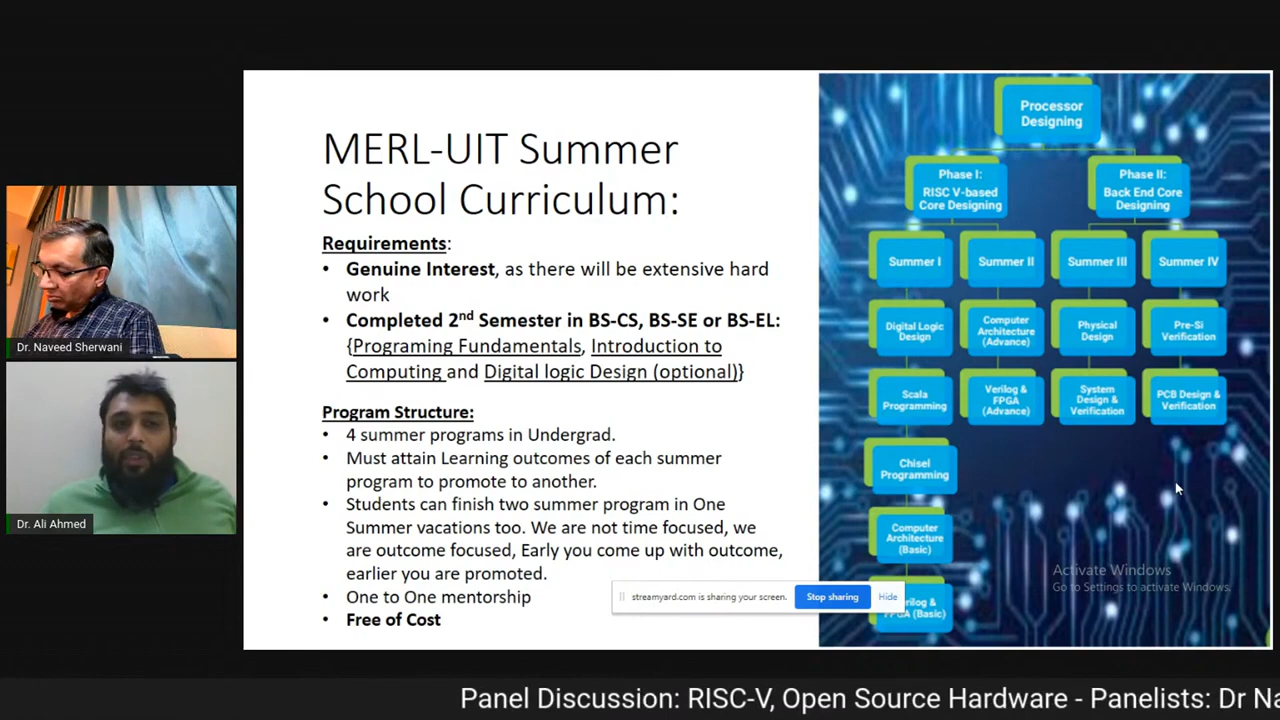 MERL-UIT Summer
School Curriculum:
Requirements:
• Genuine Interest, as there will be extensive hard
work
• Completed 2nd Semester in BS-CS, BS-SE or BS-EL:
{Programing Fundamentals, Introduction to
Computing and Digital logic Design (optional)}
Program Structure:
• 4 summer programs in Undergrad.
• Must attain Learning outcomes of each summer
program to promote to another.
• Students can finish two summer program in One
Summer vacations too. We are not time focused, we
are outcome focused, Early you come up with outcome,
earlier you are promoted.
• One to One mentorship
• Free of Cost
Processor
Designing
Phase I:
RISC V-based
Core Designing
Phase II:
Back End Core
Designing
Summer I
Summer II
Summer III
Summer IV
Digital Logic
Design
Computer
Architecture
(Advance)
Physical
Design
Pre-Si
Verification
Scala
Programming
Verilog &
FPGA
(Advance)
System
Design &
Verification
PCB Design &
Verification
Chisel
Programming
Computer
Architecture
(Basic)
&
(Basic)
Activate Windows
Go to Settings to activate Windows.
streamyard.com is sharing your screen.
Stop sharing
Hide
Dr. Naveed Sherwani
Dr. Ali Ahmed
Panel Discussion: RISC-V, Open Source Hardware - Panelists: Dr